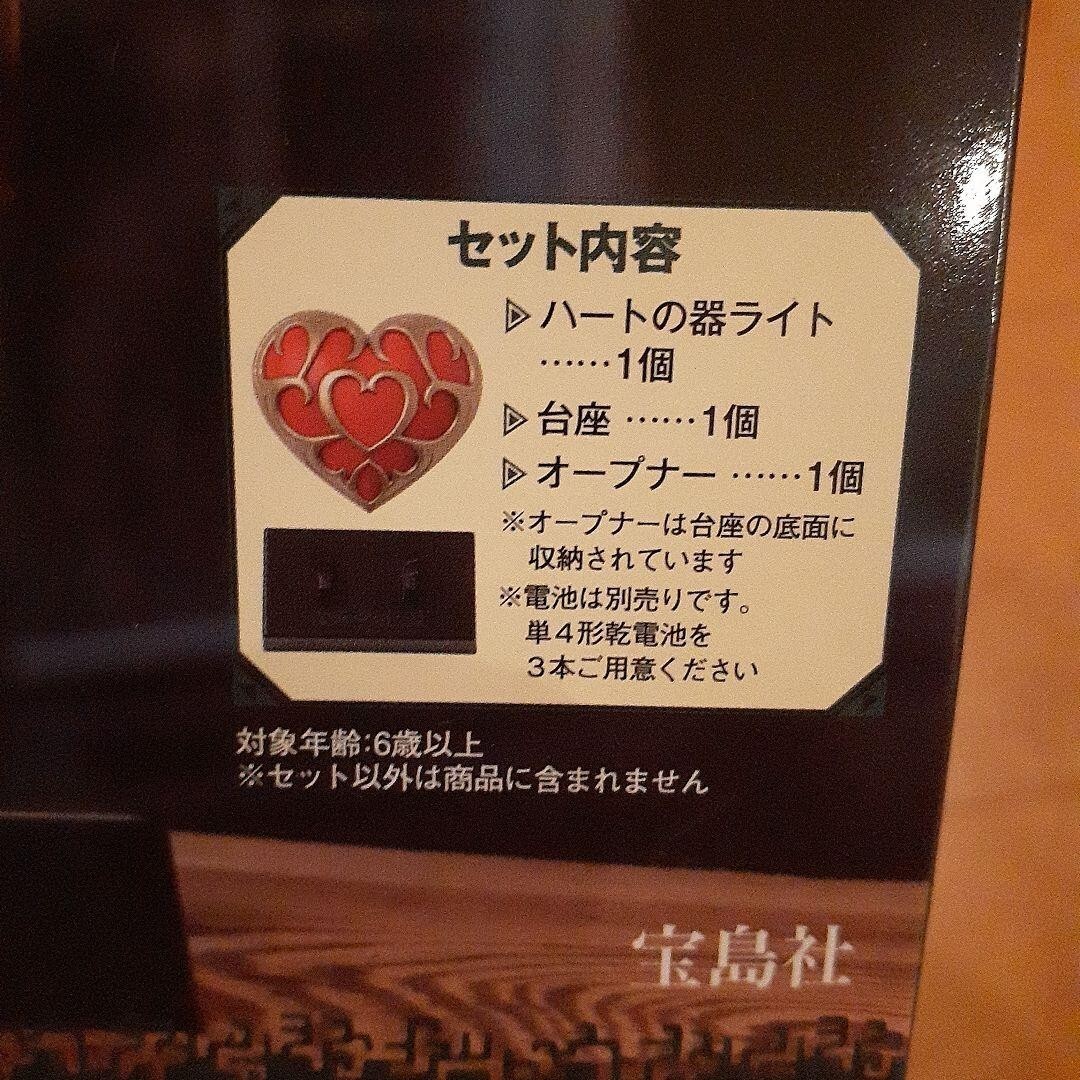 セット内容
ハートの器ライト
……1個
台座 ……1個
オープナー ……1個
※オープナーは台座の底面に
収納されています
※電池は別売りです。
単4形乾電池を
3本ご用意ください
対象年齢:6歳以上
※セット以外は商品に含まれません
宝島社